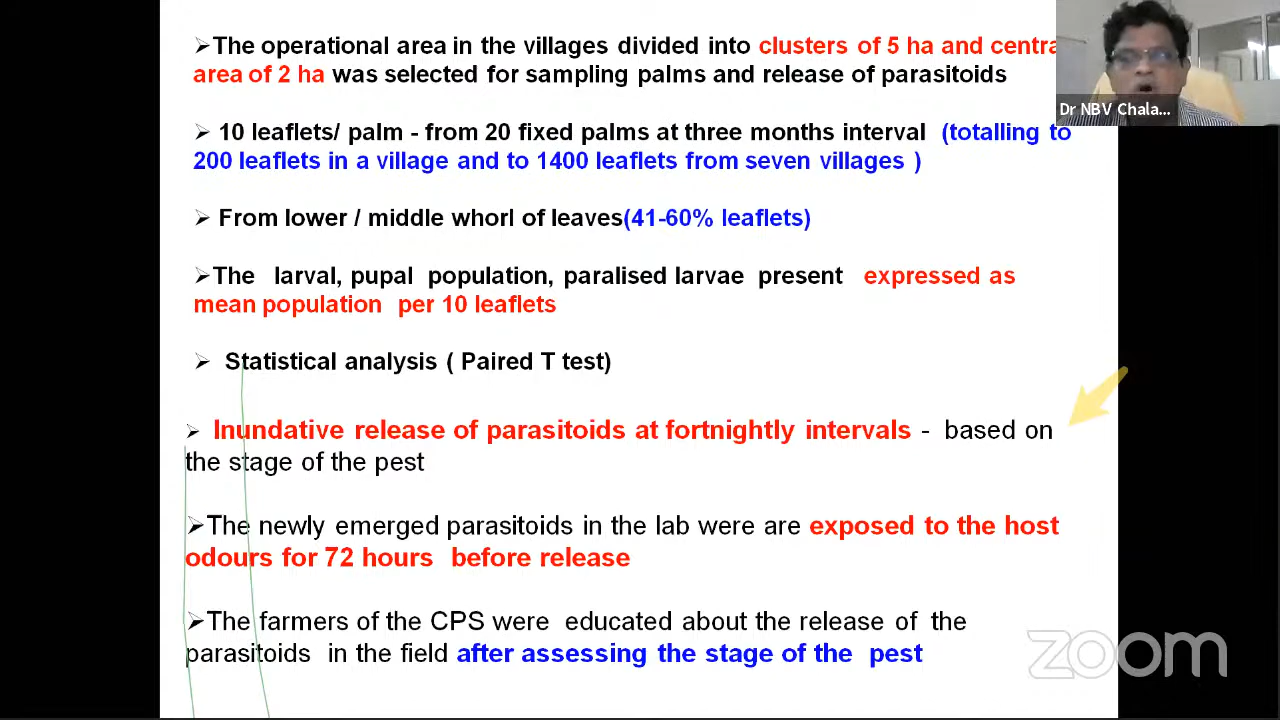 ➢The operational area in the villages divided into clusters of 5 ha and centra
area of 2 ha was selected for sampling palms and release of parasitoids
➢ 10 leaflets/ palm - from 20 fixed palms at three months interval (totalling to
200 leaflets in a village and to 1400 leaflets from seven villages )
➢ From lower / middle whorl of leaves(41-60% leaflets)
➢The larval, pupal population, paralised larvae present expressed as
mean population per 10 leaflets
➢ Statistical analysis ( Paired T test)
➢ Inundative release of parasitoids at fortnightly intervals - based on
the stage of the pest
➢The newly emerged parasitoids in the lab were are exposed to the host
odours for 72 hours before release
➢The farmers of the CPS were educated about the release of the
parasitoids in the field after assessing the stage of the pest
Dr NBV Chala...
zoom